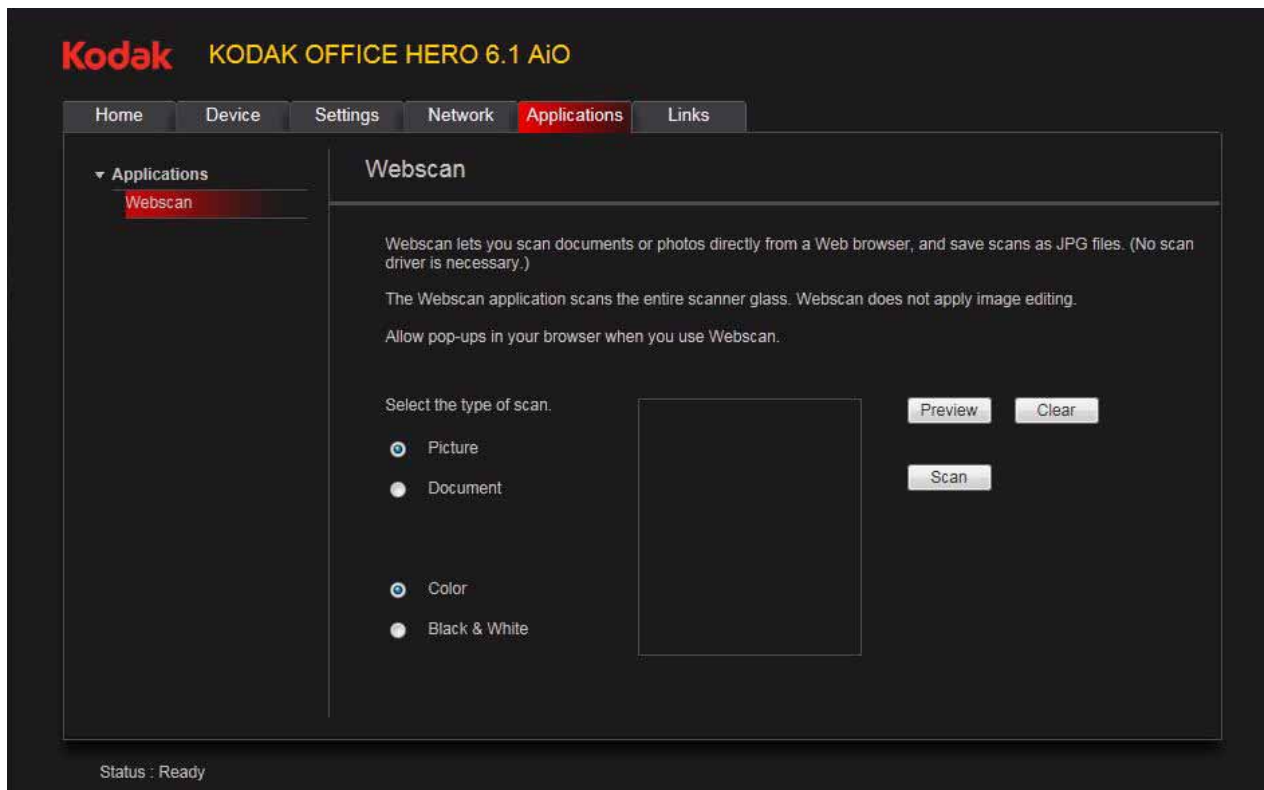 Kodak KODAK OFFICE HERO 6.1 AiO
Home Device Settings Network Applications Links
Applications
Webscan
Webscan
Webscan lets you scan documents or photos directly from a Web browser, and save scans as JPG files. (No scan
driver is necessary.)
The Webscan application scans the entire scanner glass. Webscan does not apply image editing.
Allow pop-ups in your browser when you use Webscan.
Select the type of scan.
Picture
Document
Color
Black & White
Preview Clear
Scan
Status : Ready